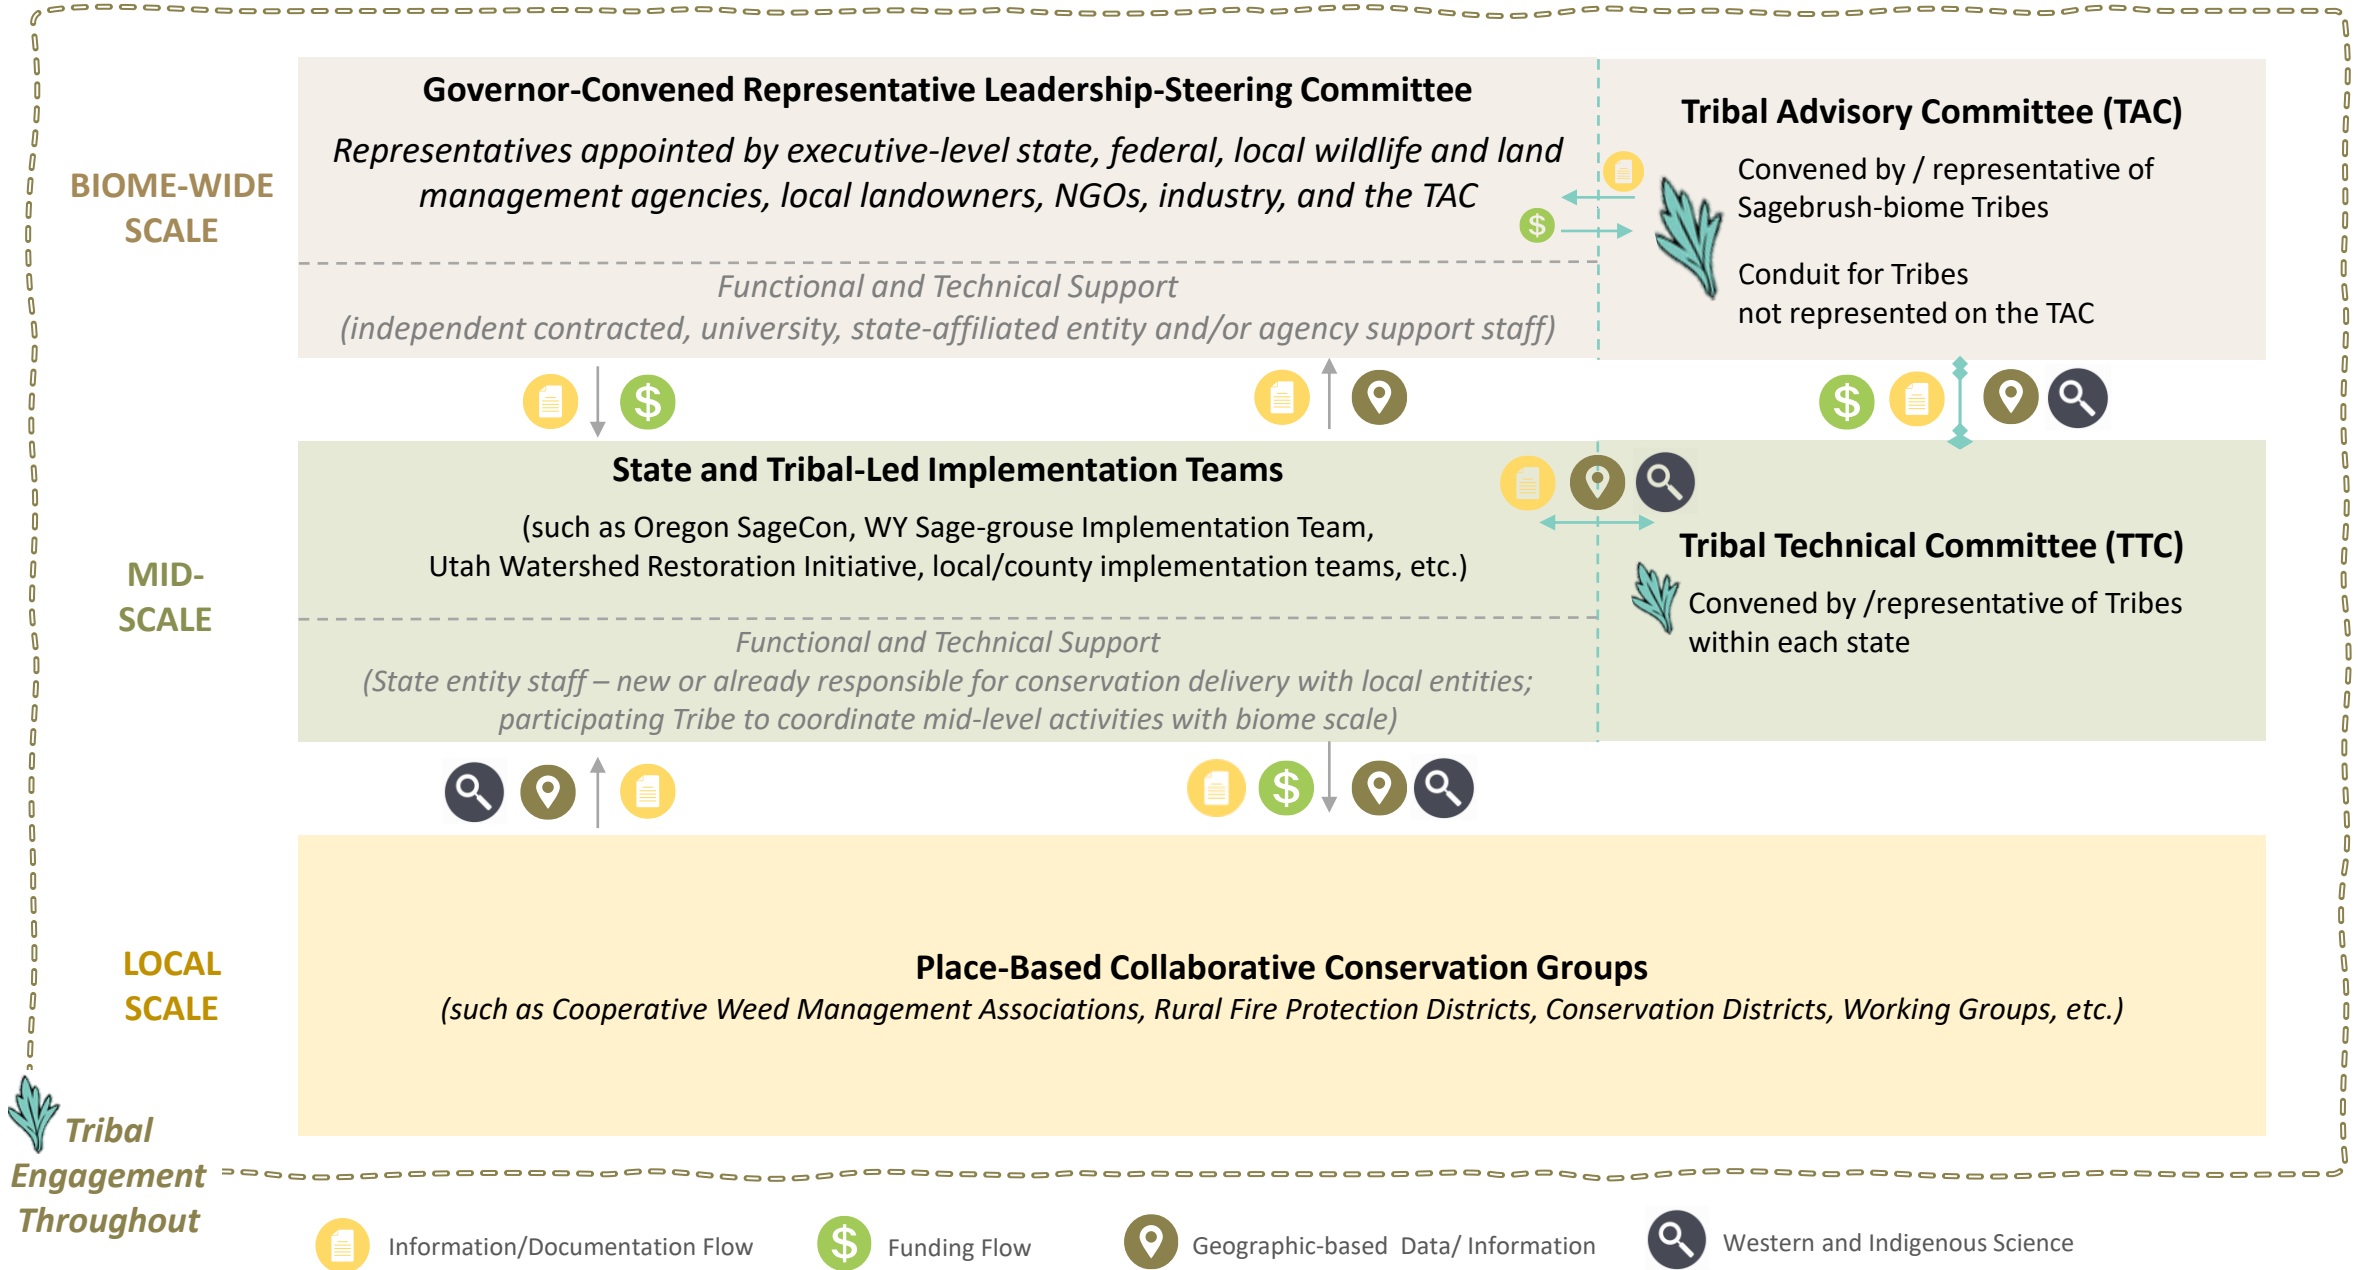 Governor-Convened Representative Leadership-Steering Committee
Representatives appointed by executive-level state, federal, local wildlife and land
management agencies, local landowners, NGOs, industry, and the TAC
Functional and Technical Support
(independent contracted, university, state-affiliated entity and/or agency support staff)
Tribal Advisory Committee (TAC)
Convened by / representative of
Sagebrush-biome Tribes
Conduit for Tribes
not represented on the TAC
BIOME-WIDE
SCALE
$
$
$
State and Tribal-Led Implementation Teams
(such as Oregon SageCon, WY Sage-grouse Implementation Team,
Utah Watershed Restoration Initiative, local/county implementation teams, etc.)
Functional and Technical Support
(State entity staff – new or already responsible for conservation delivery with local entities;
participating Tribe to coordinate mid-level activities with biome scale)
Tribal Technical Committee (TTC)
Convened by /representative of Tribes
within each state
MID-
SCALE
$
Place-Based Collaborative Conservation Groups
(such as Cooperative Weed Management Associations, Rural Fire Protection Districts, Conservation Districts, Working Groups, etc.)
LOCAL
SCALE
Tribal
Engagement
Throughout
Information/Documentation Flow
$ Funding Flow
Geographic-based Data/ Information
Western and Indigenous Science